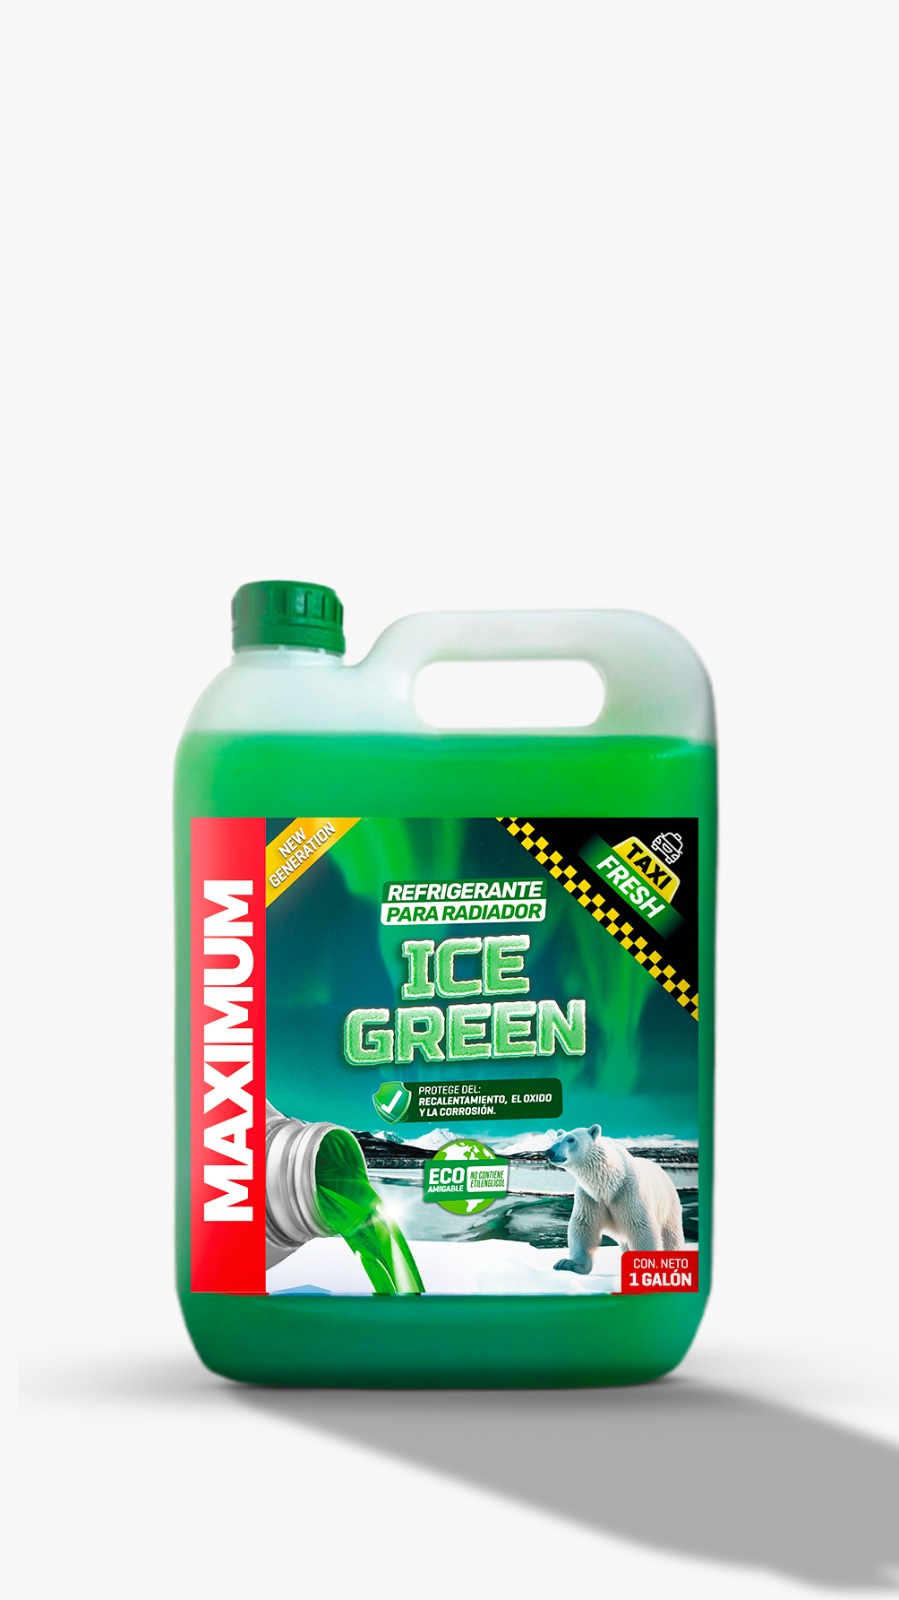 MAXIMUM
NEW
GENERATION
TAXI
FRESH
REFRIGERANTE
PARA RADIADOR
ICE
GREEN
PROTEGE DEL:
RECALENTAMIENTO, EL OXIDO
Y LA CORROSIÓN.
ECO
AMIGABLE
NO CONTIENE
ETILENGLICOL
CON. NETO
1 GALÓN